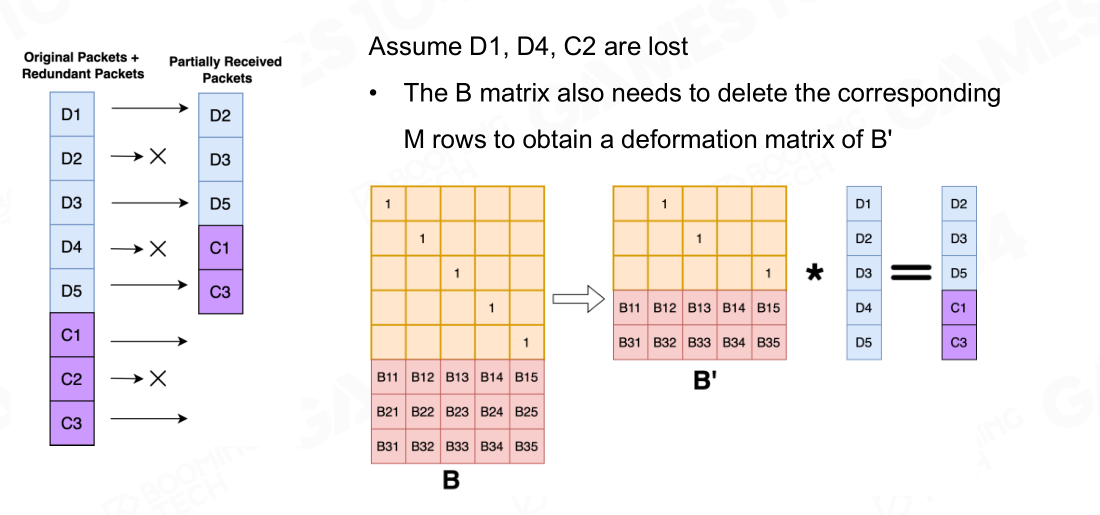 Assume D1, D4, C2 are lost
• The B matrix also needs to delete the corresponding
M rows to obtain a deformation matrix of B'
Original Packets +
Redundant Packets
Partially Received
Packets
D1
D2
D3
D4
D5
C1
C2
C3
D2
D3
D5
C1
C3
1
1
1
1
1
B11 B12 B13 B14 B15
B21 B22 B23 B24 B25
B31 B32 B33 B34 B35
B
1
1
1
B11 B12 B13 B14 B15
B31 B32 B33 B34 B35
B'
*
D1
D2
D3
D4
D5
=
D2
D3
D5
C1
C3
BOOMING
TECH